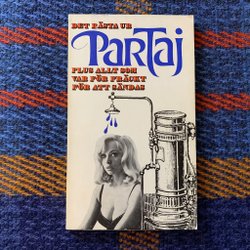 DET BÄSTA UR
PARTAJ
PLUS ALLT SOM
VAR FÖR FRÄCKT
FÖR ATT SÄNDAS